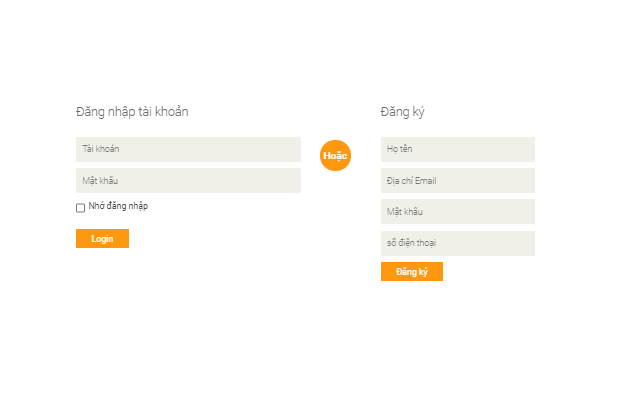 Đăng nhập tài khoản
Tài khoản
Mật khẩu
Nhớ đăng nhập
Login
Hoặc
Đăng ký
Họ tên
Địa chỉ Email
Mật khẩu
số điện thoại
Đăng ký